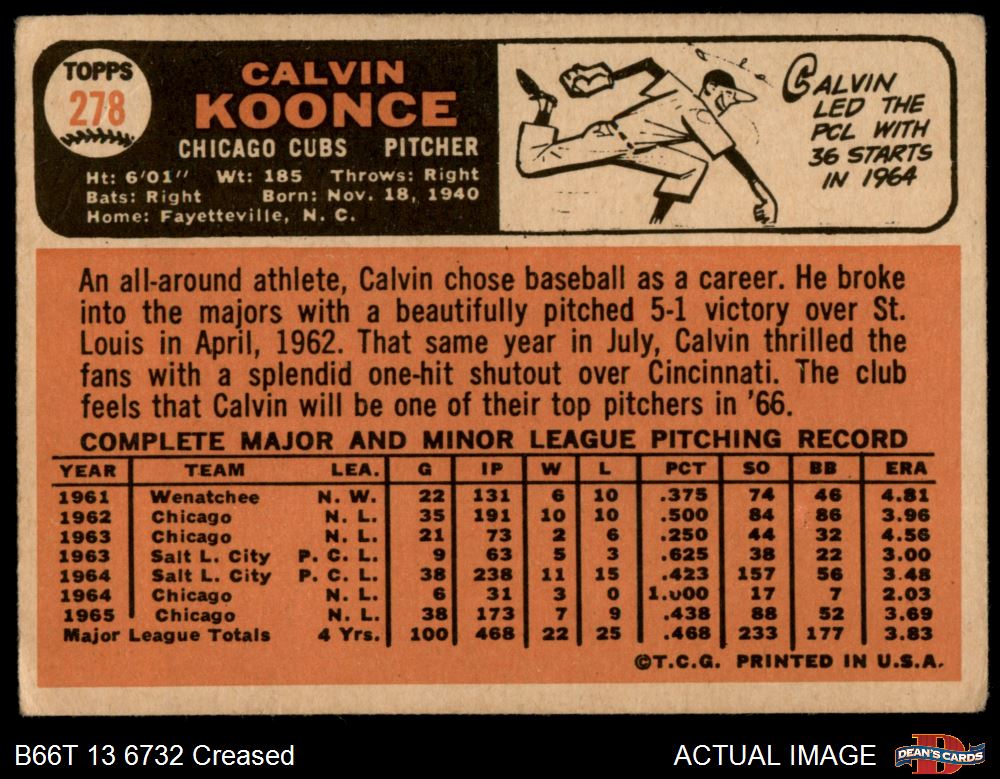 TOPPS
278
CALVIN
KOONCE
CHICAGO CUBS PITCHER
Ht: 6'01" Wt: 185 Throws: Right
Bats: Right Born: Nov. 18, 1940
Home: Fayetteville, N. C.
CALVIN
LED THE
PCL WITH
36 STARTS
IN 1964
An all-around athlete, Calvin chose baseball as a career. He broke
into the majors with a beautifully pitched 5-1 victory over St.
Louis in April, 1962. That same year in July, Calvin thrilled the
fans with a splendid one-hit shutout over Cincinnati. The club
feels that Calvin will be one of their top pitchers in '66.
COMPLETE MAJOR AND MINOR LEAGUE PITCHING RECORD
YEAR TEAM LEA. G IP W L PCT SO BB ERA
1961 Wenatchee N. W. 22 131 6 10 .375 74 46 4.81
1962 Chicago N. L. 35 191 10 10 .500 84 86 3.96
1963 Chicago N. L. 21 73 2 6 .250 44 32 4.56
1963 Salt L. City P. C. L. 9 63 5 3 .625 38 22 3.00
1964 Salt L. City P. C. L. 38 238 11 15 .423 157 56 3.48
1964 Chicago N. L. 6 31 3 0 1.000 17 7 2.03
1965 Chicago N. L. 38 173 7 9 .438 88 52 3.69
Major League Totals 4 Yrs. 100 468 22 25 .468 233 177 3.83
©T.C.G. PRINTED IN U.S.A.
B66T 13 6732 Creased
ACTUAL IMAGE
DEAN'S CARDS